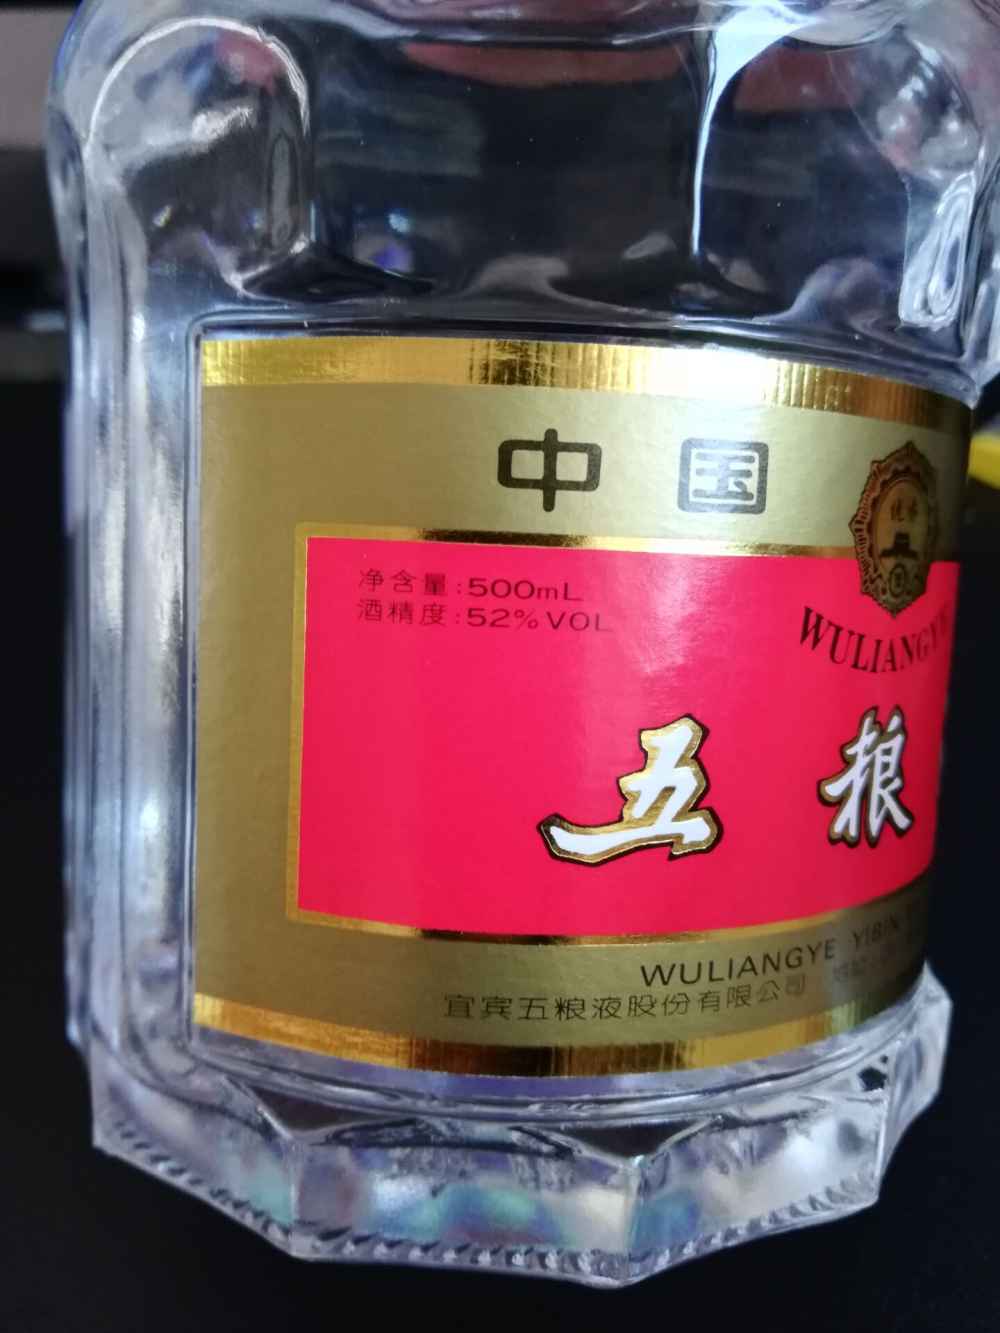 中国
净含量:500mL
酒精度:52%VOL
WULIANGYE
五粮
WULIANGYE YIBIN
宜宾五粮液股份有限公司